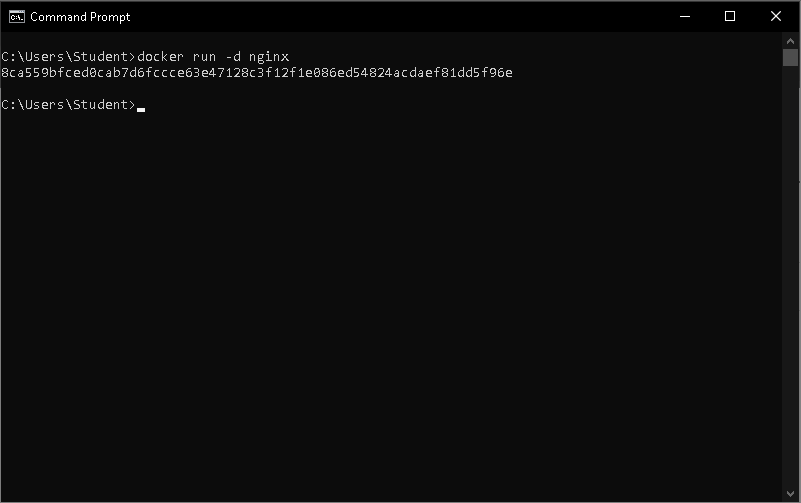 Command Prompt
C:\Users\Student>docker run -d nginx
8ca559bfced0cab7d6fccce63e47128c3f12f1e086ed54824acdaef81dd5f96e
C:\Users\Student>